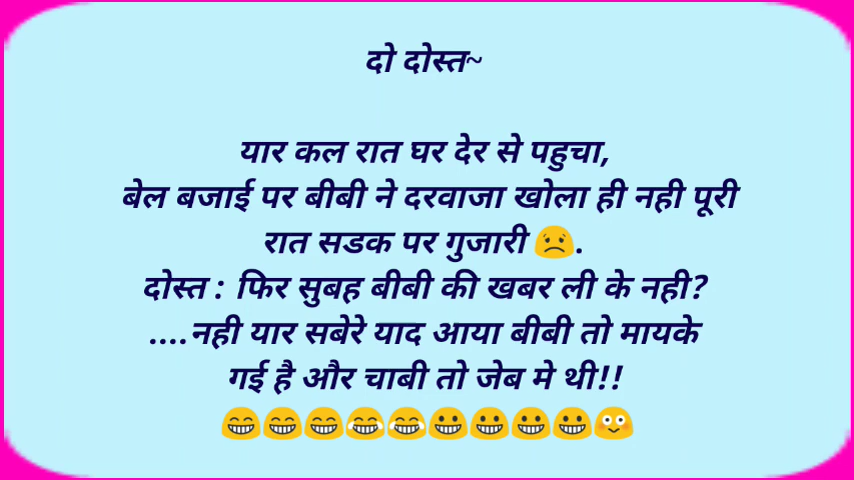 दो दोस्त~
यार कल रात घर देर से पहुचा,
बेल बजाई पर बीबी ने दरवाजा खोला ही नही पूरी
रात सडक पर गुजारी 😟.
दोस्त : फिर सुबह बीबी की खबर ली के नही?
....नही यार सबेरे याद आया बीबी तो मायके
गई है और चाबी तो जेब मे थी!!
😁😁😁😂😂😀😀😀😀😳